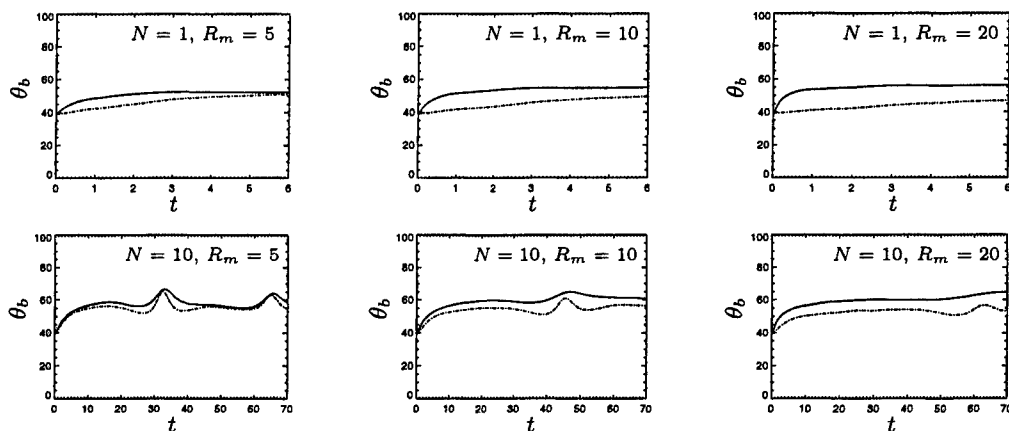 N = 1, R_m = 5
θ_b
100
80
60
40
20
0
0 1 2 3 4 5 6
t
N = 1, R_m = 10
θ_b
100
80
60
40
20
0
0 1 2 3 4 5 6
t
N = 1, R_m = 20
θ_b
100
80
60
40
20
0
0 1 2 3 4 5 6
t
N = 10, R_m = 5
θ_b
100
80
60
40
20
0
0 10 20 30 40 50 60 70
t
N = 10, R_m = 10
θ_b
100
80
60
40
20
0
0 10 20 30 40 50 60 70
t
N = 10, R_m = 20
θ_b
100
80
60
40
20
0
0 10 20 30 40 50 60 70
t